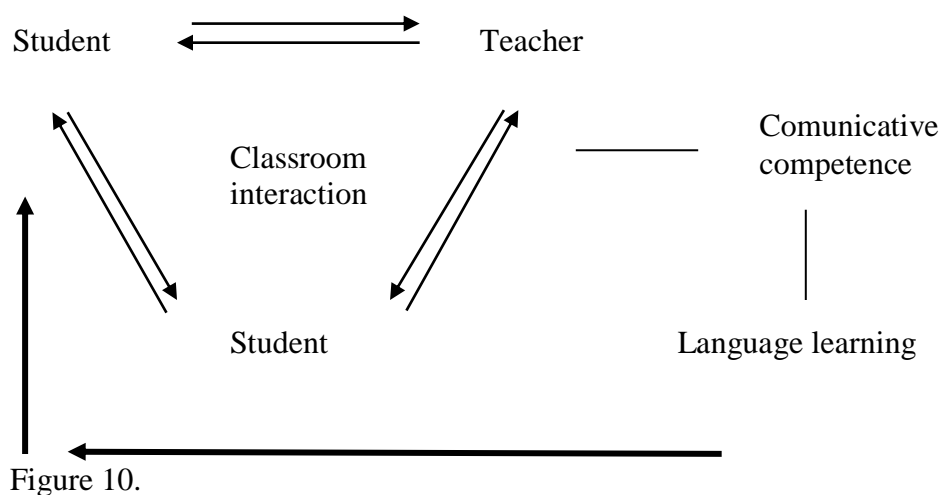 Student
Teacher
Classroom
interaction
Comunicative
competence
Student
Language learning
Figure 10.